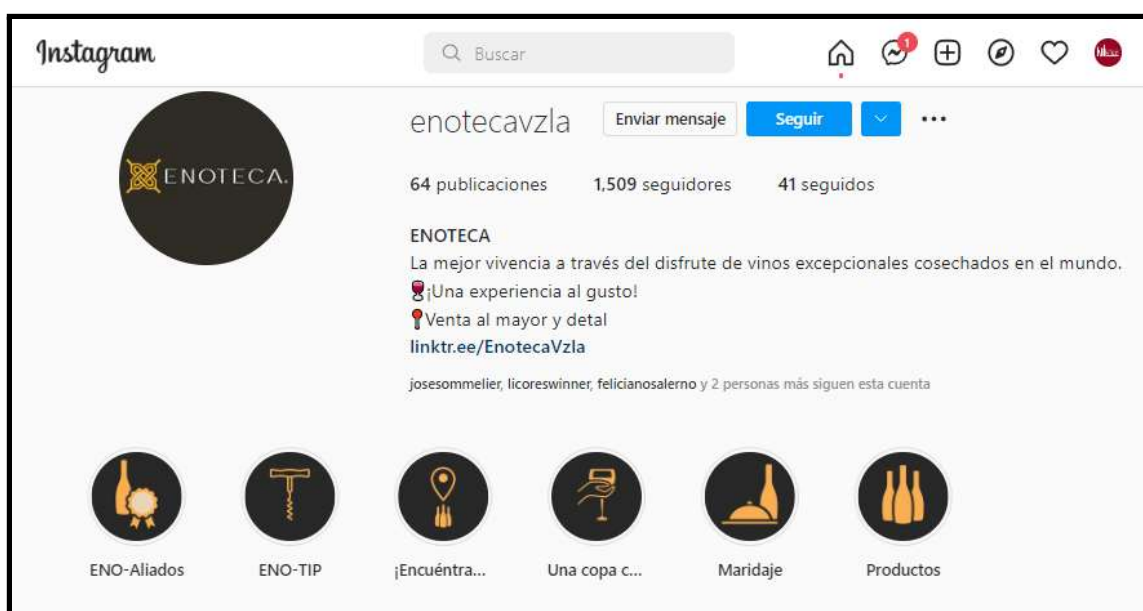 Instagram
Buscar
1
ENOTECA.
enotecavzla Enviar mensaje Seguir
64 publicaciones 1,509 seguidores 41 seguidos
ENOTECA
La mejor vivencia a través del disfrute de vinos excepcionales cosechados en el mundo.
¡Una experiencia al gusto!
Venta al mayor y detal
linktr.ee/EnotecaVzla
josesommelier, licoreswinner, felicianosalerno y 2 personas más siguen esta cuenta
ENO-Aliados ENO-TIP ¡Encuéntra... Una copa c... Maridaje Productos